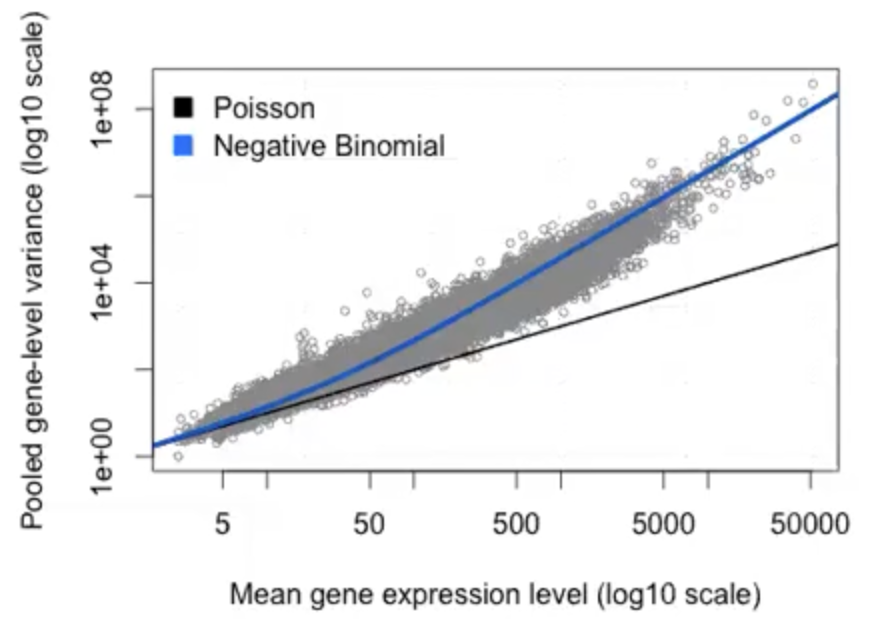 Pooled gene-level variance (log10 scale)
1e+08
1e+04
1e+00
Poisson
Negative Binomial
5 50 500 5000 50000
Mean gene expression level (log10 scale)